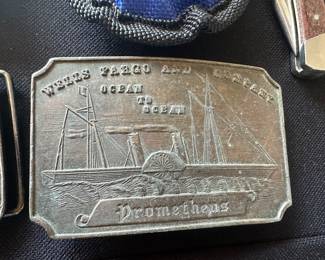 WELLS FARGO AND COMPANY
OCEAN
TO
OCEAN
Prometheus